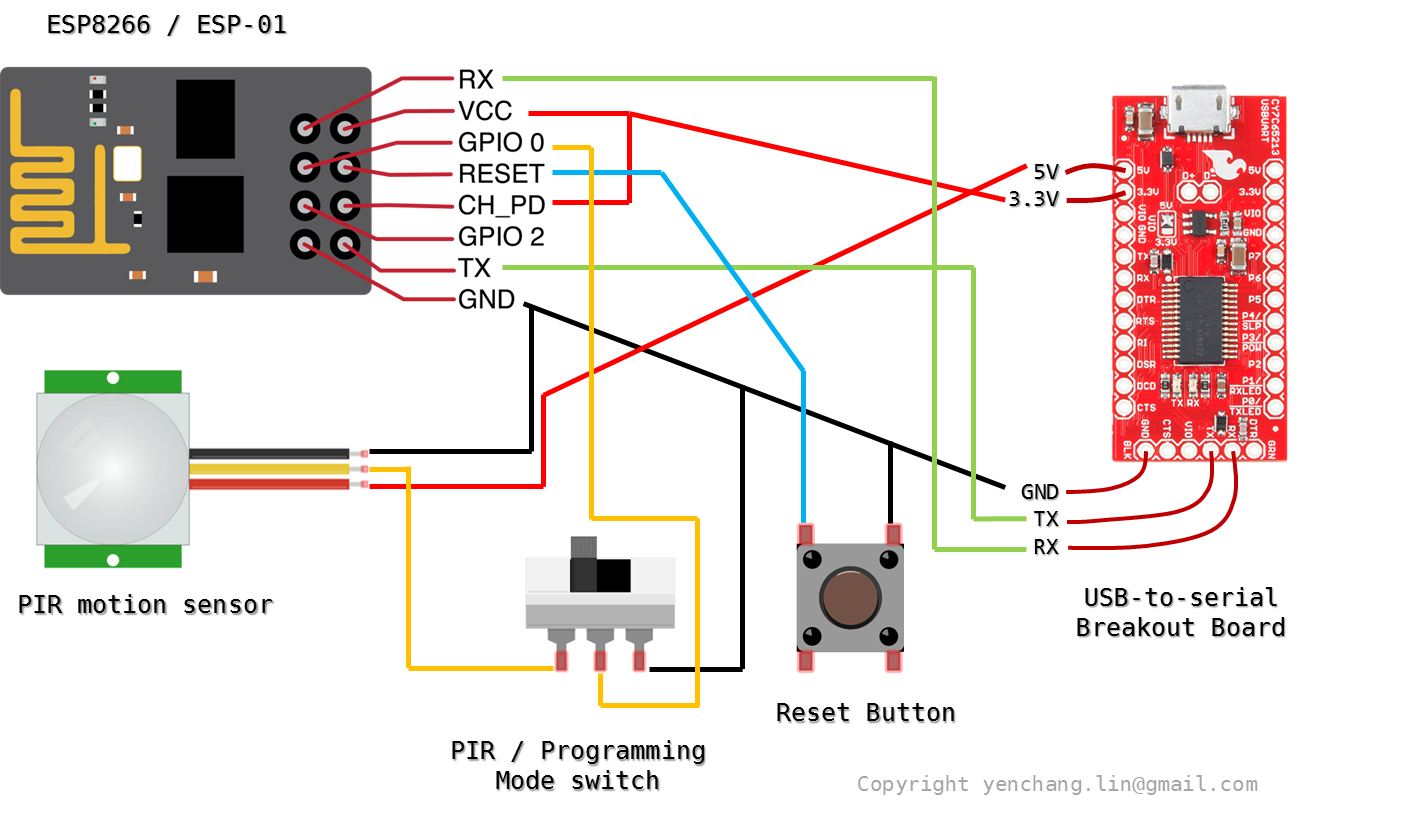 ESP8266 / ESP-01
RX
VCC
GPIO 0
RESET
CH_PD
GPIO 2
TX
GND
5V
3.3V
GND
TX
RX
CY7C65213
USBUART
5V
3.3V
VIO
GND
TX
RX
DTR
RTS
RI
DSR
DCD
CTS
D+ D-
5V
VIO
3.3V
5V
3.3V
VIO
GND
P7
P6
P5
P4/
SLP
P3/
POW
P2
P1/
RXLED
P0/
TXLED
TX RX
BLK
GND
CTS
VIO
TX
RX
DTR
GRN
PIR motion sensor
PIR / Programming
Mode switch
Reset Button
USB-to-serial
Breakout Board
Copyright yenchang.lin@gmail.com